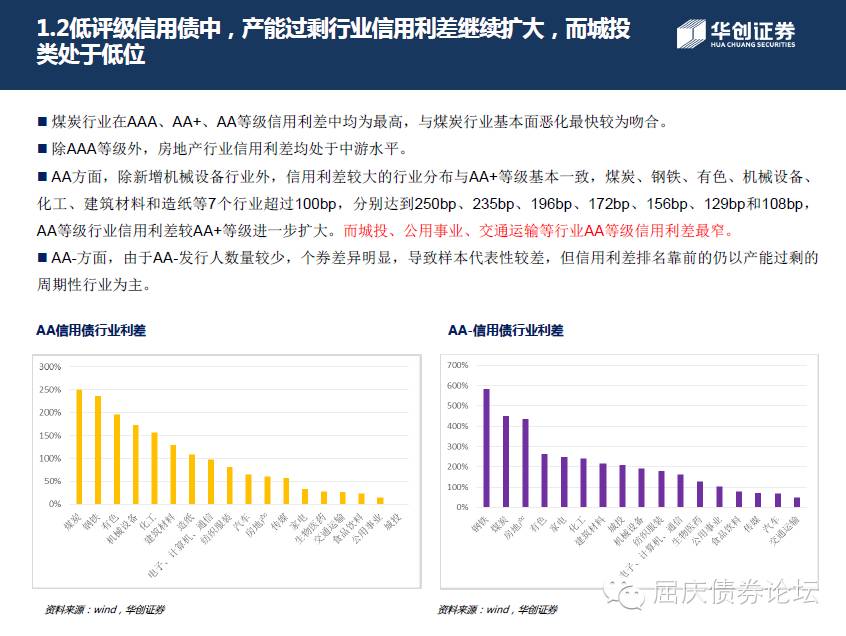 1.2低评级信用债中，产能过剩行业信用利差继续扩大，而城投
类处于低位
华创证券
HUA CHUANG SECURITIES
■ 煤炭行业在AAA、AA+、AA等级信用利差中均为最高，与煤炭行业基本面恶化最快较为吻合。
■ 除AAA等级外，房地产行业信用利差均处于中游水平。
■ AA方面，除新增机械设备行业外，信用利差较大的行业分布与AA+等级基本一致，煤炭、钢铁、有色、机械设备、
化工、建筑材料和造纸等7个行业超过100bp，分别达到250bp、235bp、196bp、172bp、156bp、129bp和108bp，
AA等级行业信用利差较AA+等级进一步扩大。而城投、公用事业、交通运输等行业AA等级信用利差最窄。
■ AA-方面，由于AA-发行人数量较少，个券差异明显，导致样本代表性较差，但信用利差排名靠前的仍以产能过剩的
周期性行业为主。
AA信用债行业利差
300%
250%
200%
150%
100%
50%
0%
煤炭
钢铁
有色
机械设备
化工
建筑材料
造纸
电子、计算机、通信
纺织服装
汽车
房地产
传媒
家电
生物医药
交通运输
食品饮料
公用事业
城投
资料来源：wind，华创证券
AA-信用债行业利差
700%
600%
500%
400%
300%
200%
100%
0%
钢铁
煤炭
房地产
有色
家电
化工
建筑材料
城投
机械设备
纺织服装
电子、计算机、通信
生物医药
公用事业
食品饮料
传媒
汽车
交通运输
资料来源：wind，华创证券
屈庆债券论坛